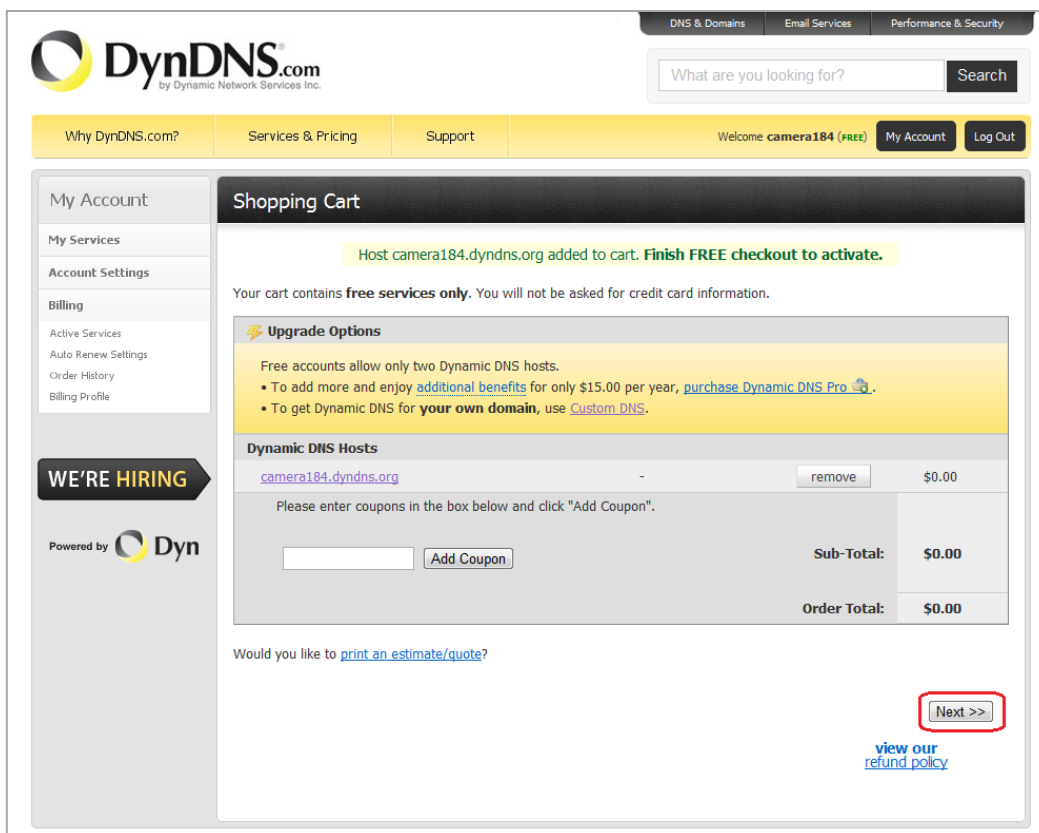 DNS & Domains Email Services Performance & Security
DynDNS.com
by Dynamic Network Services Inc.
What are you looking for? Search
Why DynDNS.com? Services & Pricing Support Welcome camera184 (FREE) My Account Log Out
My Account
My Services
Account Settings
Billing
Active Services
Auto Renew Settings
Order History
Billing Profile
WE'RE HIRING
Powered by Dyn
Shopping Cart
Host camera184.dyndns.org added to cart. Finish FREE checkout to activate.
Your cart contains free services only. You will not be asked for credit card information.
Upgrade Options
Free accounts allow only two Dynamic DNS hosts.
• To add more and enjoy additional benefits for only $15.00 per year, purchase Dynamic DNS Pro .
• To get Dynamic DNS for your own domain, use Custom DNS.
Dynamic DNS Hosts
camera184.dyndns.org - remove $0.00
Please enter coupons in the box below and click "Add Coupon".
Add Coupon Sub-Total: $0.00
Order Total: $0.00
Would you like to print an estimate/quote?
Next >>
view our
refund policy